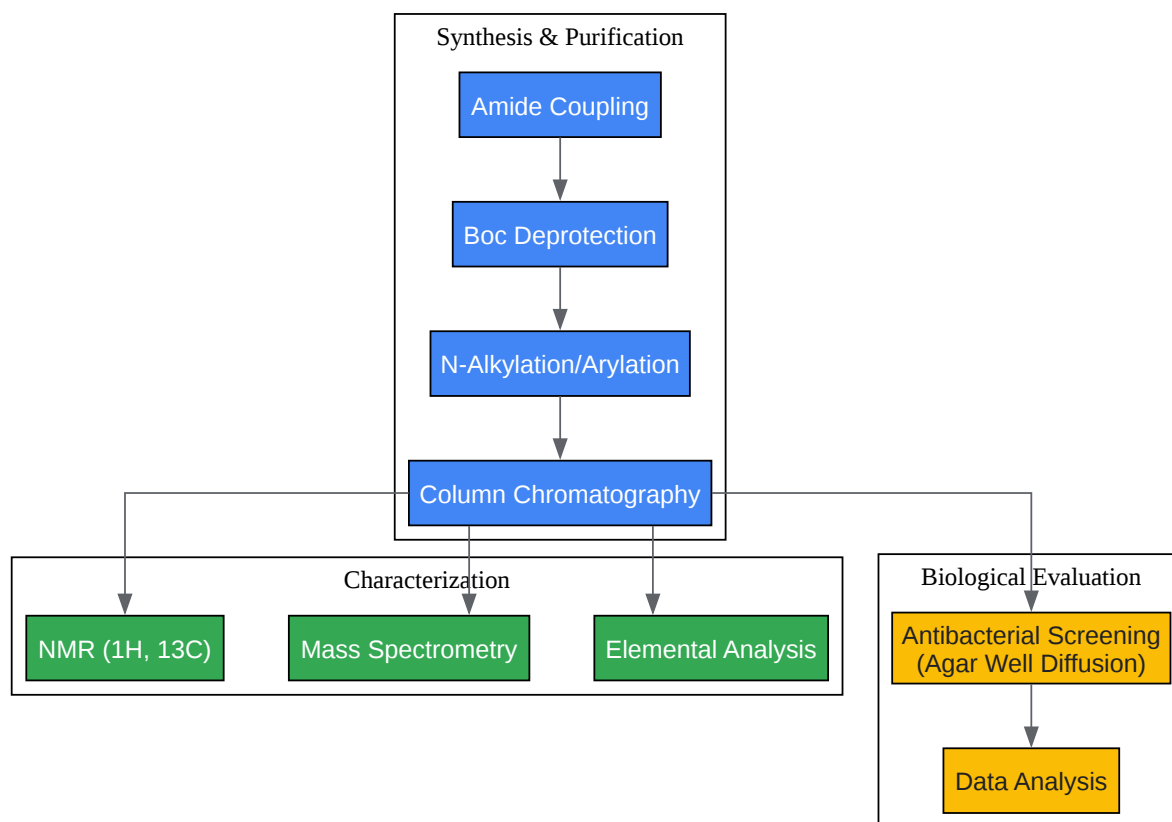 Synthesis & Purification
Amide Coupling
Boc Deprotection
N-Alkylation/Arylation
Column Chromatography
Characterization
NMR (1H, 13C)
Mass Spectrometry
Elemental Analysis
Biological Evaluation
Antibacterial Screening
(Agar Well Diffusion)
Data Analysis